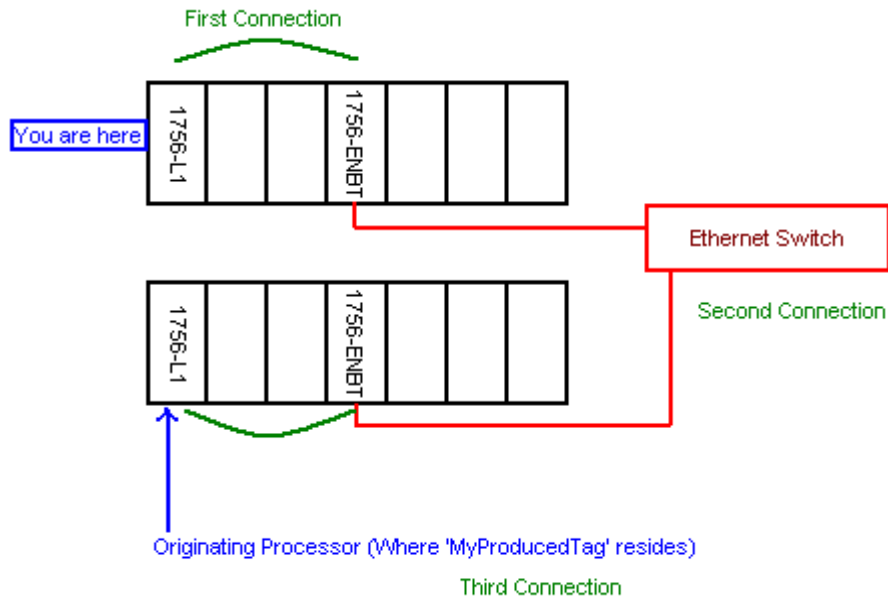 First Connection
You are here
1756-L1
1756-ENBT
Ethernet Switch
Second Connection
1756-L1
1756-ENBT
Originating Processor (Where 'MyProducedTag' resides)
Third Connection